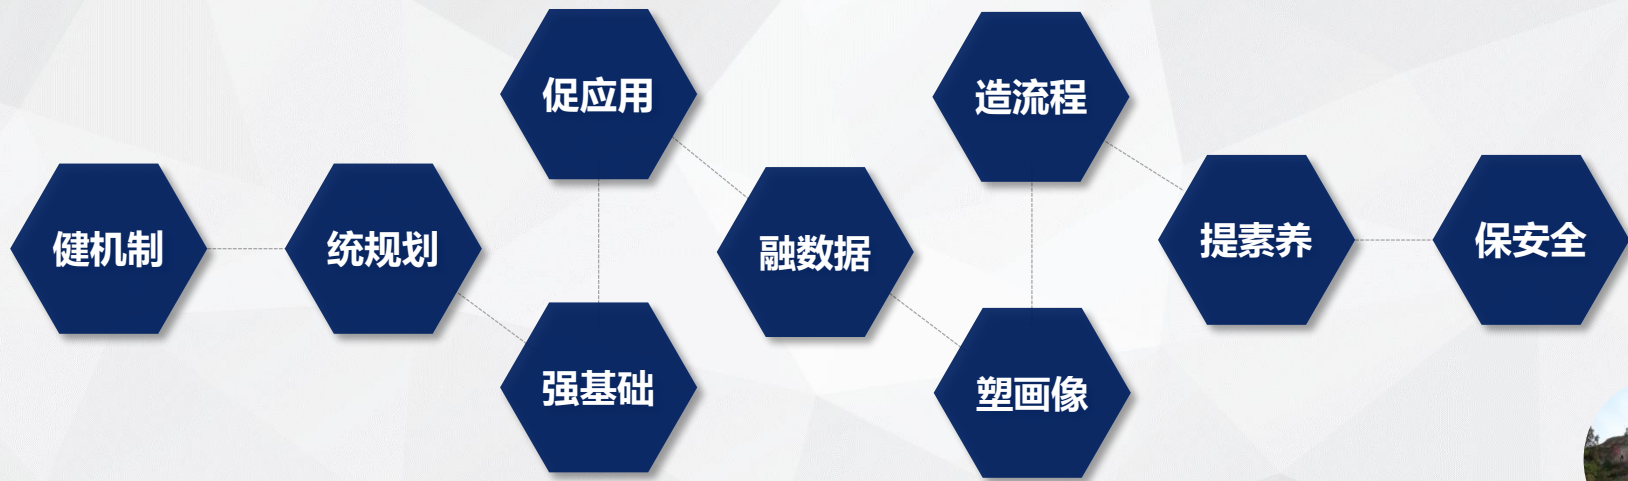 健机制
统规划
强基础
促应用
融数据
塑画像
造流程
提素养
保安全